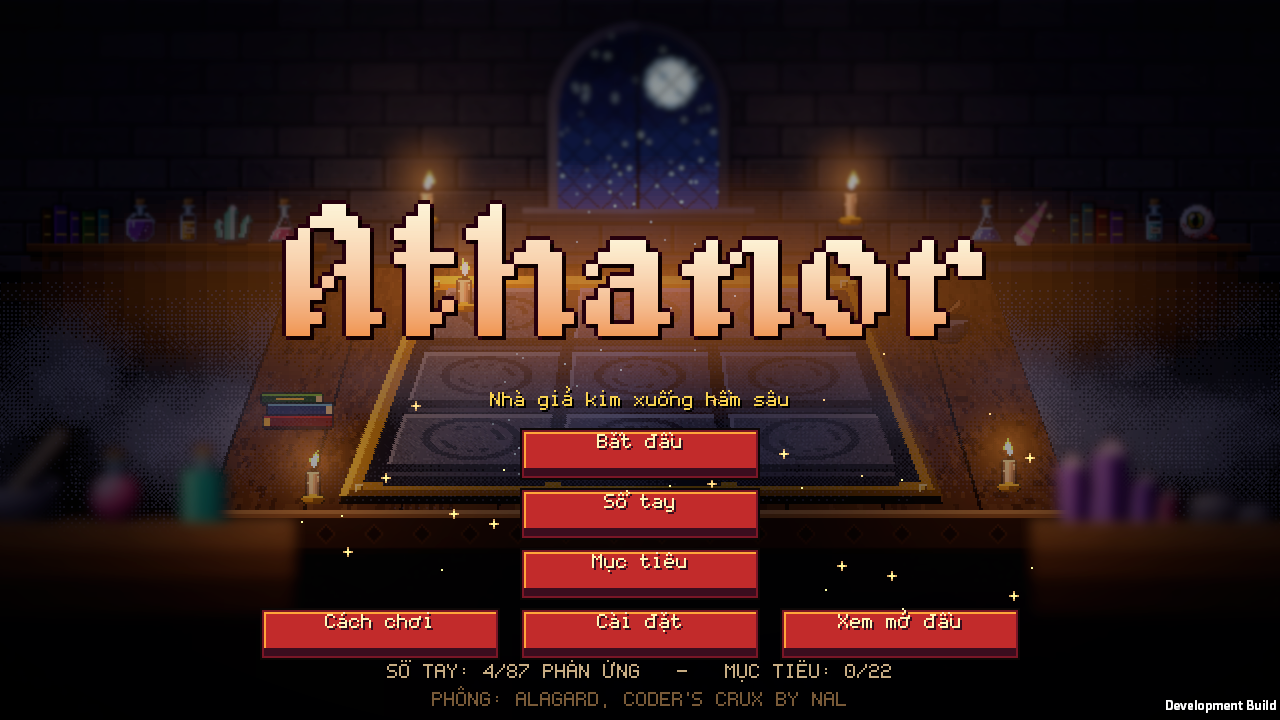 Athanor
Nhà giả kim xuống hầm sâu
Bắt đầu
Sổ tay
Mục tiêu
Cách chơi
Cài đặt
Xem mở đầu
SỔ TAY: 4/87 PHẢN ỨNG – MỤC TIÊU: 0/22
PHÔNG: ALAGARD, CODER'S CRUX BY NAL
Development Build